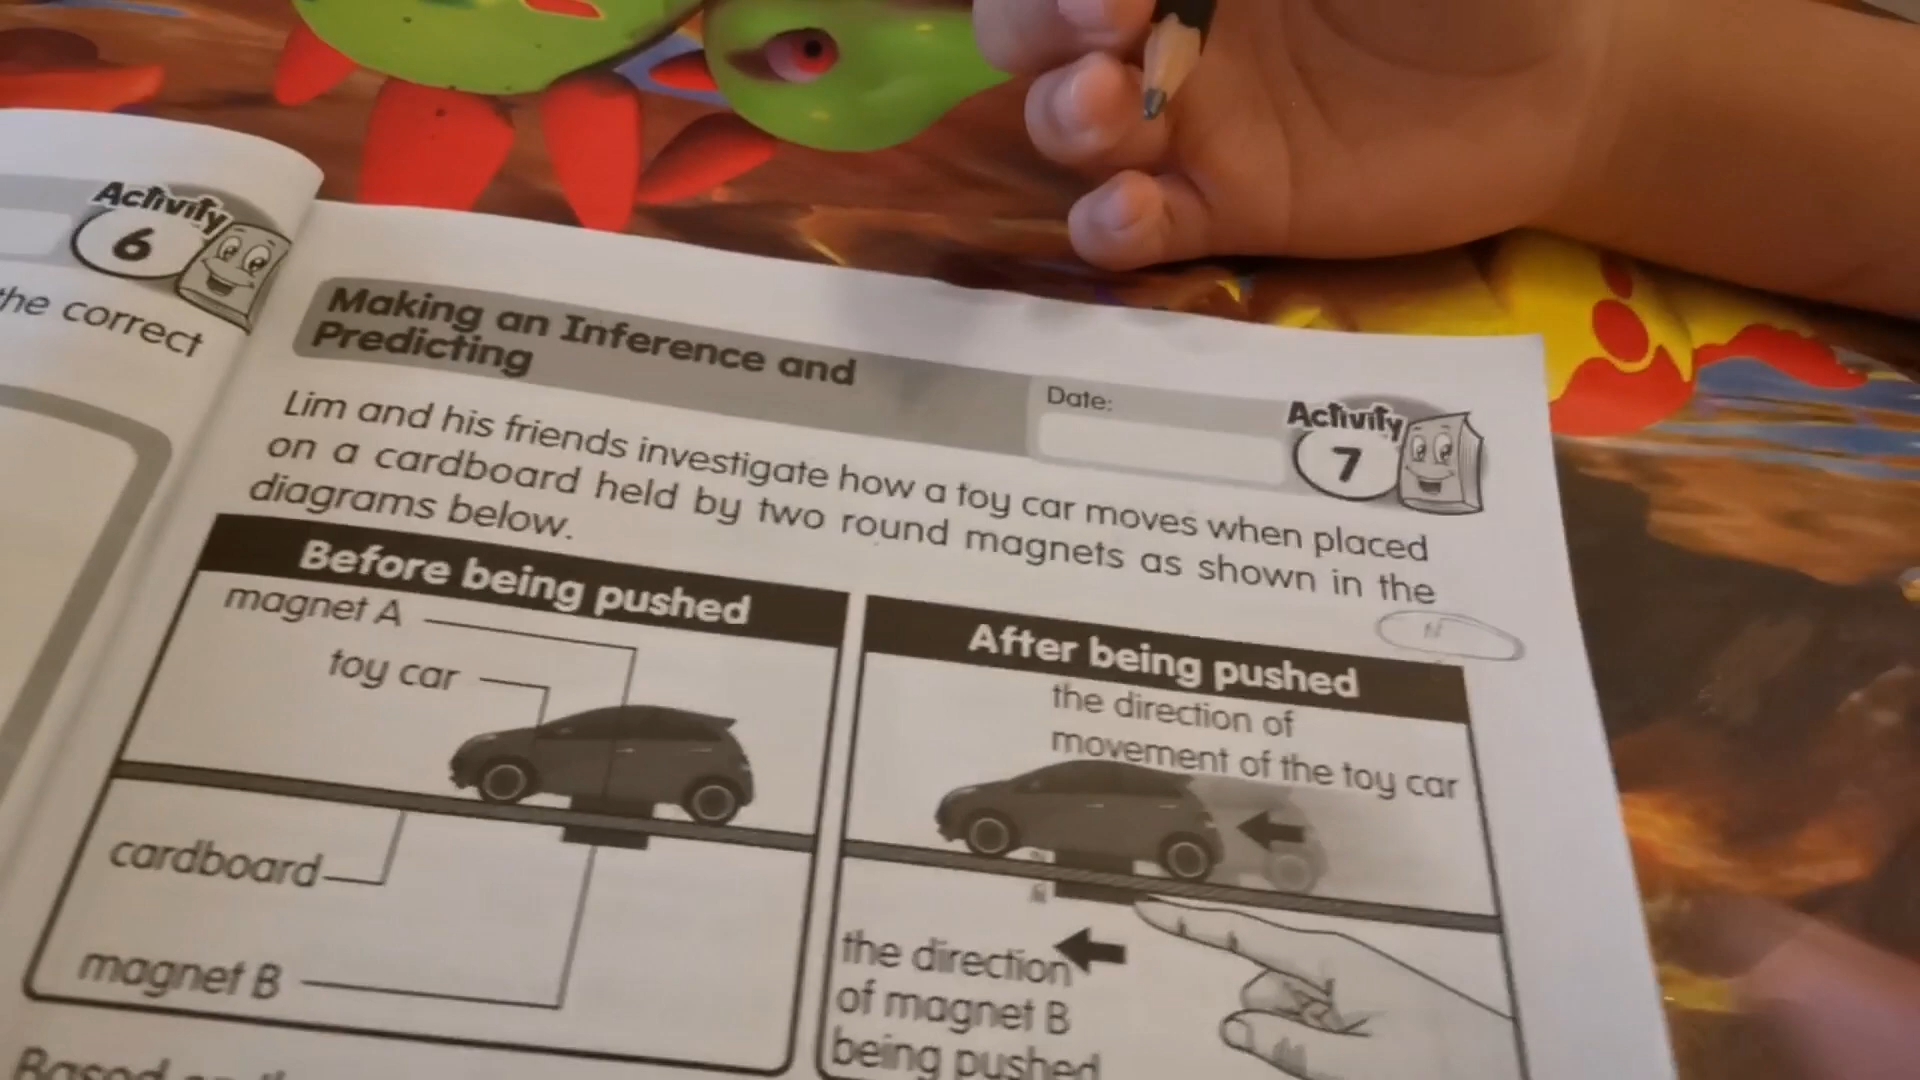 Activity
6
the correct
Making an Inference and
Predicting
Date:
Activity
7
Lim and his friends investigate how a toy car moves when placed
on a cardboard held by two round magnets as shown in the
diagrams below.
Before being pushed
magnet A
toy car
cardboard
magnet B
After being pushed
the direction of
movement of the toy car
the direction
of magnet B
being pushed
Based on